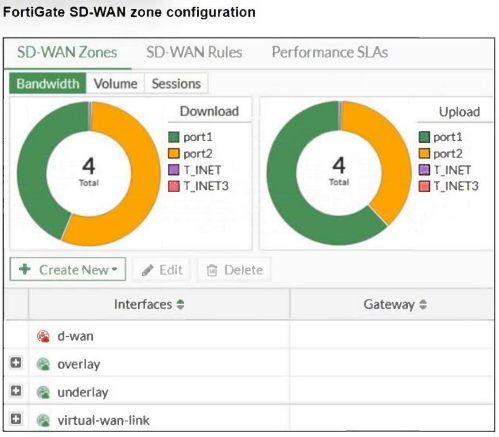 FortiGate SD-WAN zone configuration
SD-WAN Zones SD-WAN Rules Performance SLAs
Bandwidth Volume Sessions
Download
port1
port2
T_INET
T_INET3
4
Total
Upload
port1
port2
T_INET
T_INET3
4
Total
+ Create New Edit Delete
Interfaces Gateway
d-wan
overlay
underlay
virtual-wan-link